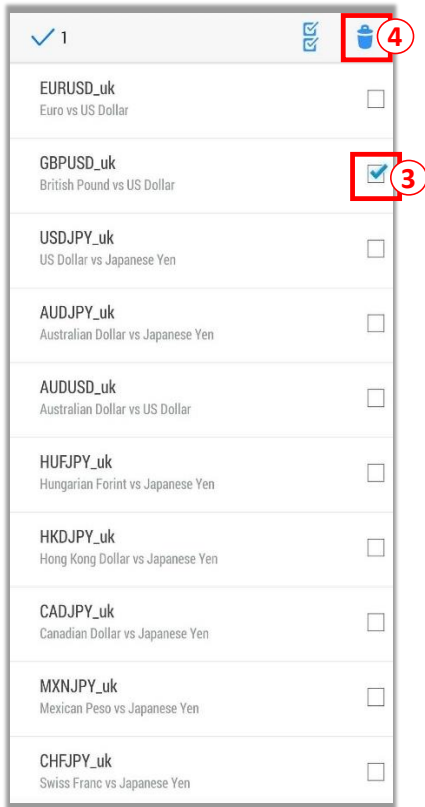 1
④
EURUSD_uk
Euro vs US Dollar
GBPUSD_uk
British Pound vs US Dollar
③
USDJPY_uk
US Dollar vs Japanese Yen
AUDJPY_uk
Australian Dollar vs Japanese Yen
AUDUSD_uk
Australian Dollar vs US Dollar
HUFJPY_uk
Hungarian Forint vs Japanese Yen
HKDJPY_uk
Hong Kong Dollar vs Japanese Yen
CADJPY_uk
Canadian Dollar vs Japanese Yen
MXNJPY_uk
Mexican Peso vs Japanese Yen
CHFJPY_uk
Swiss Franc vs Japanese Yen